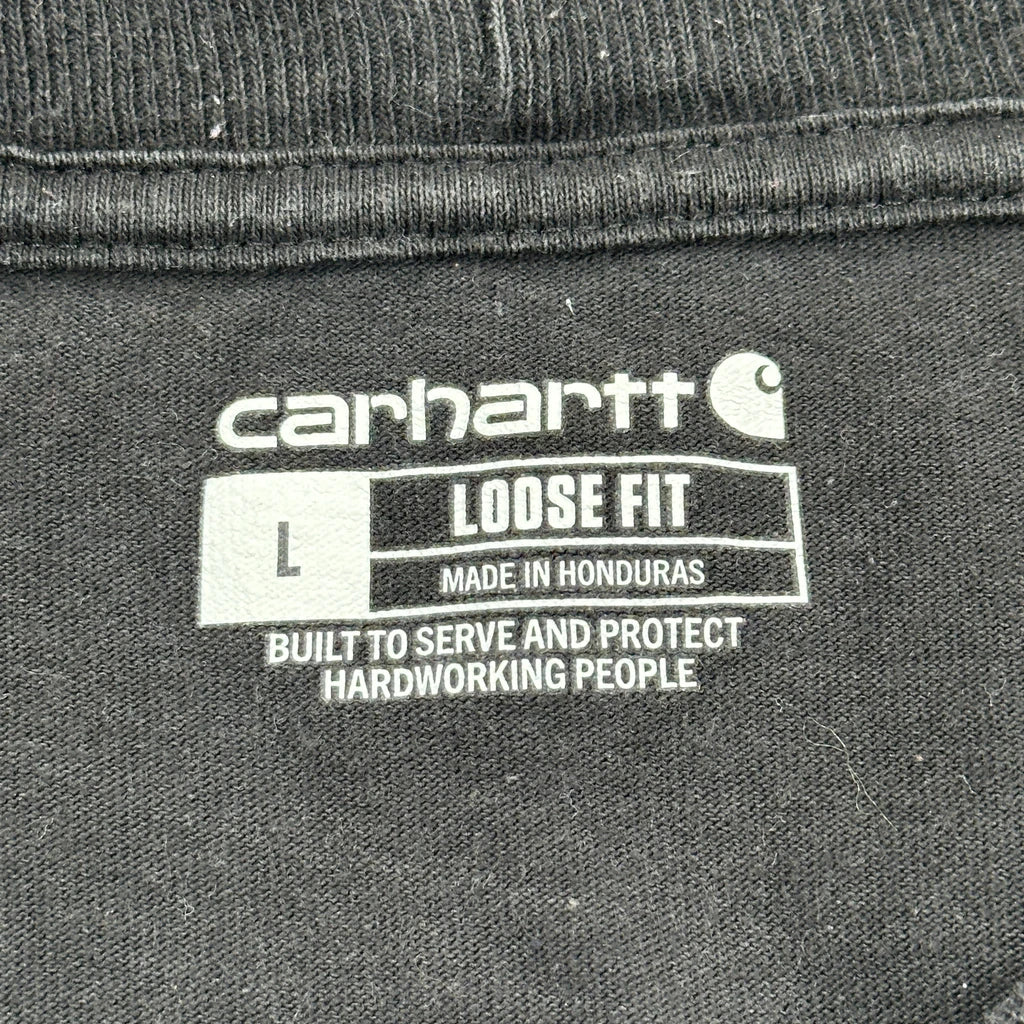 carhartt
L
LOOSE FIT
MADE IN HONDURAS
BUILT TO SERVE AND PROTECT
HARDWORKING PEOPLE